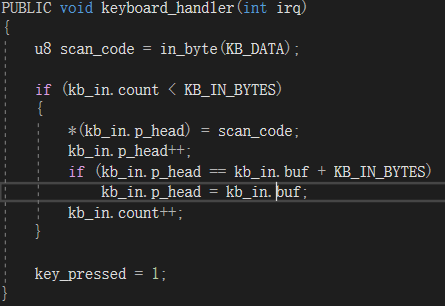 PUBLIC void keyboard_handler(int irq)
{
u8 scan_code = in_byte(KB_DATA);
if (kb_in.count < KB_IN_BYTES)
{
*(kb_in.p_head) = scan_code;
kb_in.p_head++;
if (kb_in.p_head == kb_in.buf + KB_IN_BYTES)
kb_in.p_head = kb_in.buf;
kb_in.count++;
}
key_pressed = 1;
}